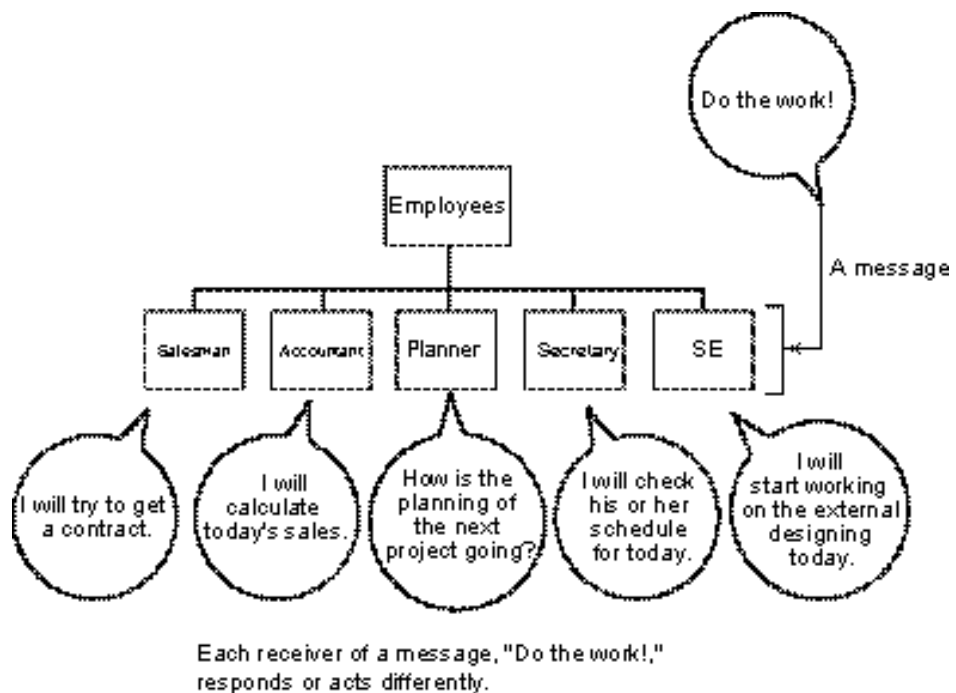 Do the work!
Employees
A message
Salesman
Accountant
Planner
Secretary
SE
I will try to get
a contract.
I will
calculate
today's sales.
How is the
planning of
the next
project going?
I will check
his or her
schedule
for today.
I will
start working
on the external
designing
today.
Each receiver of a message, "Do the work!,"
responds or acts differently.